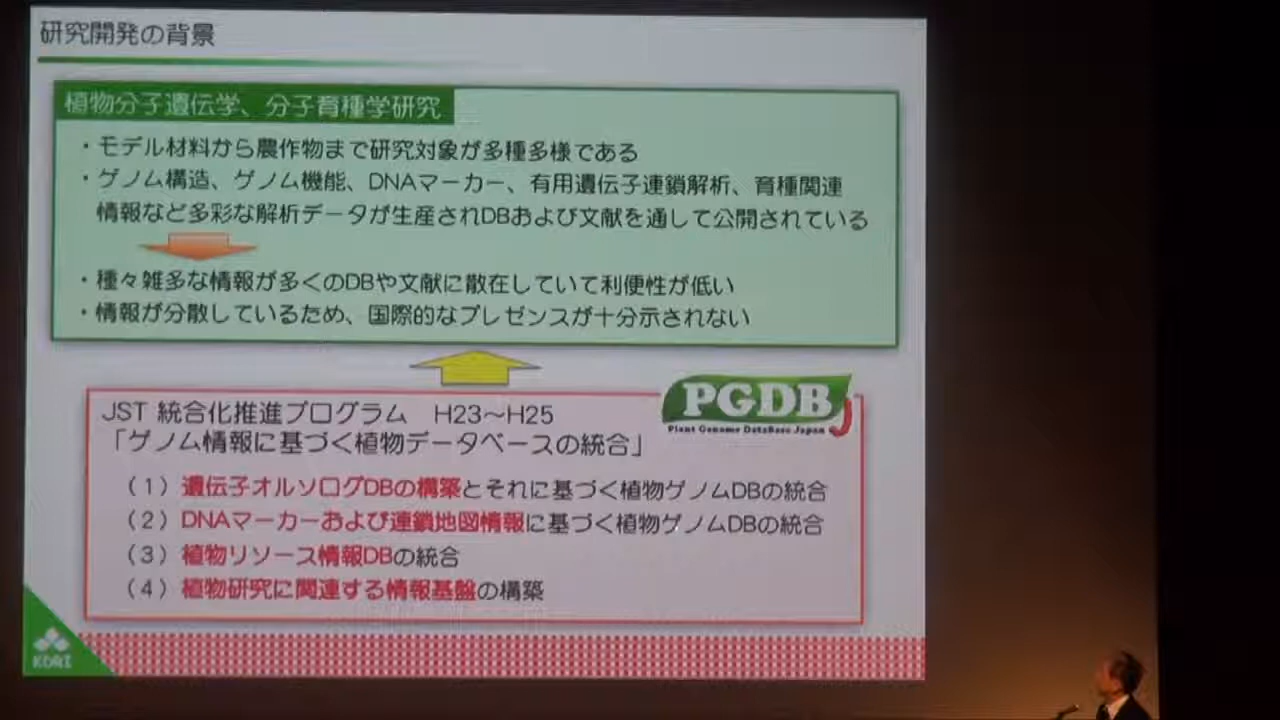 研究開発の背景
植物分子遺伝学、分子育種学研究
・モデル材料から農作物まで研究対象が多種多様である
・ゲノム構造、ゲノム機能、DNAマーカー、有用遺伝子連鎖解析、育種関連
情報など多彩な解析データが生産されDBおよび文献を通して公開されている
・種々雑多な情報が多くのDBや文献に散在していて利便性が低い
・情報が分散しているため、国際的なプレゼンスが十分示されない
PGDBJ
Plant Genome DataBase Japan
JST 統合化推進プログラム H23～H25
「ゲノム情報に基づく植物データベースの統合」
（1）遺伝子オルソログDBの構築とそれに基づく植物ゲノムDBの統合
（2）DNAマーカーおよび連鎖地図情報に基づく植物ゲノムDBの統合
（3）植物リソース情報DBの統合
（4）植物研究に関連する情報基盤の構築
KDRI